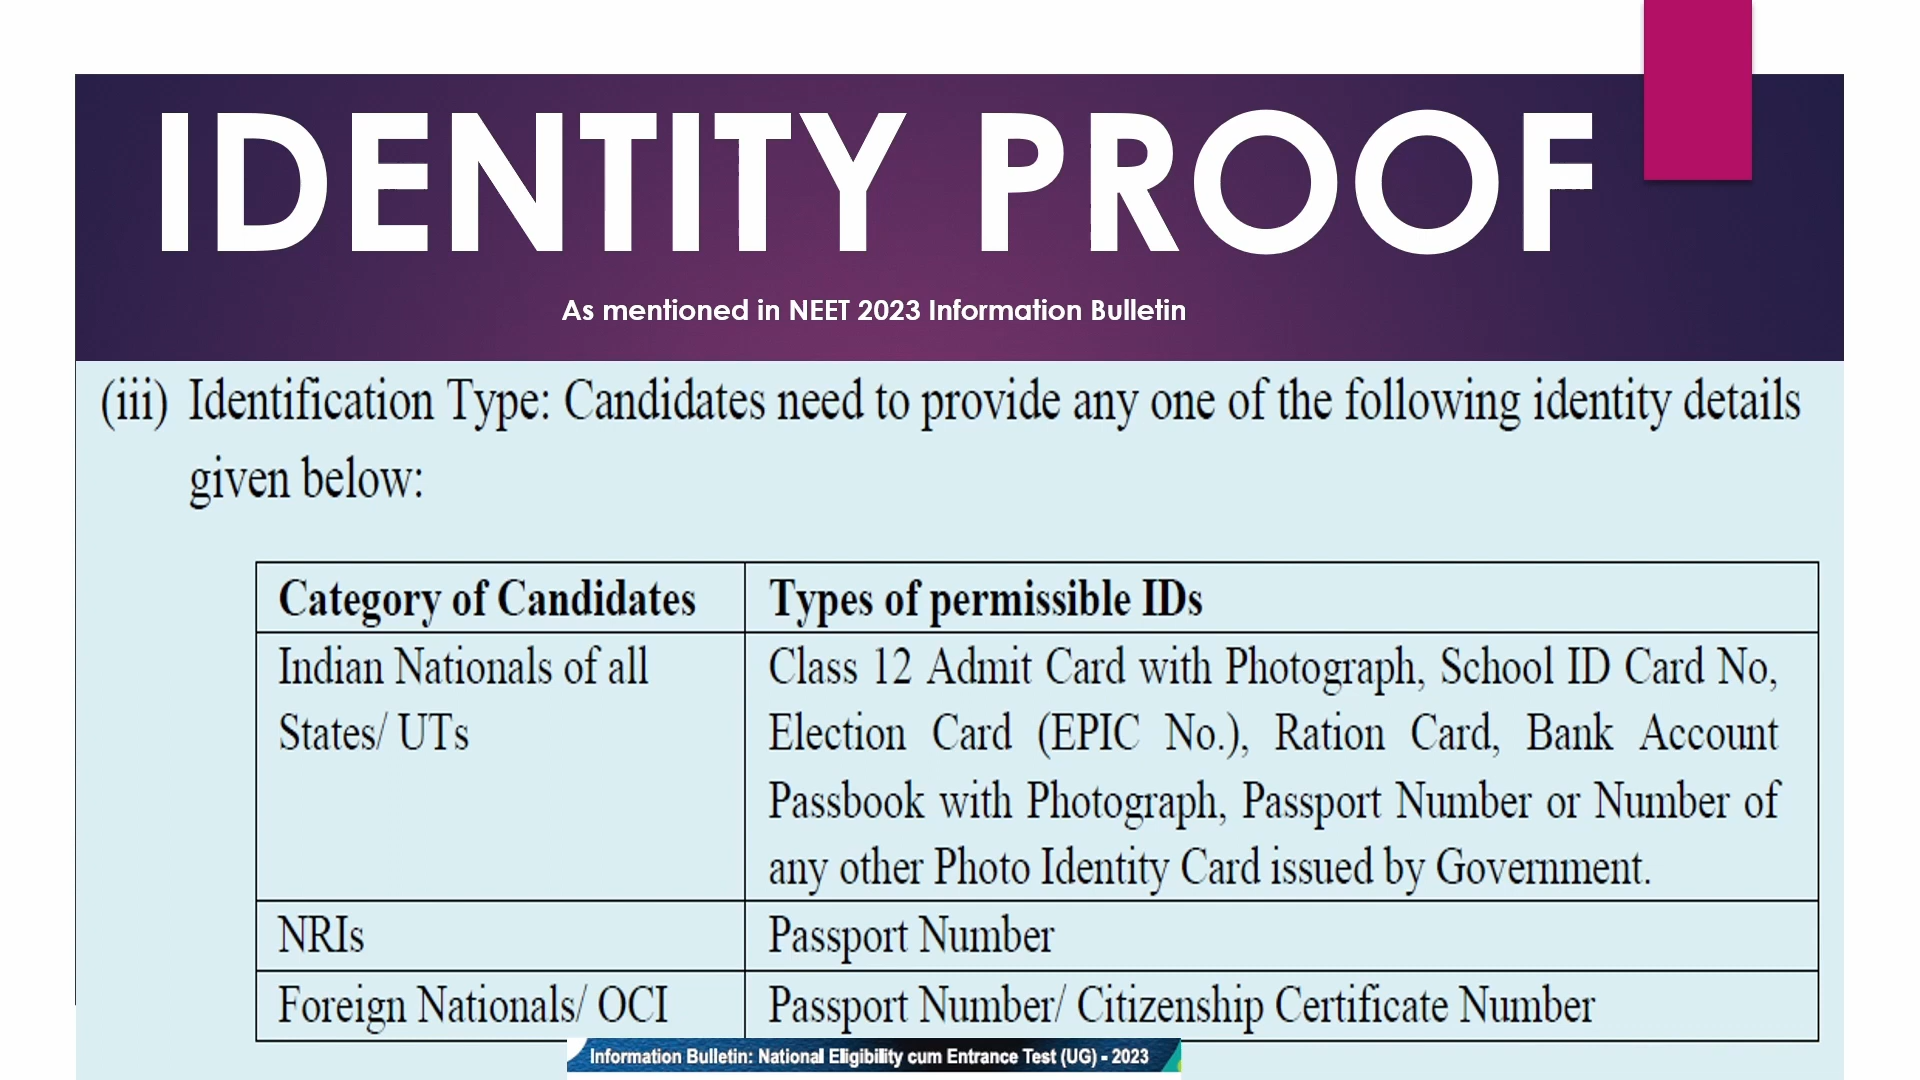 IDENTITY PROOF
As mentioned in NEET 2023 Information Bulletin
(iii) Identification Type: Candidates need to provide any one of the following identity details
given below:
Category of Candidates Types of permissible IDs
Indian Nationals of all Class 12 Admit Card with Photograph, School ID Card No,
States/ UTs Election Card (EPIC No.), Ration Card, Bank Account
Passbook with Photograph, Passport Number or Number of
any other Photo Identity Card issued by Government.
NRIs Passport Number
Foreign Nationals/ OCI Passport Number/ Citizenship Certificate Number
Information Bulletin: National Eligibility cum Entrance Test (UG) - 2023